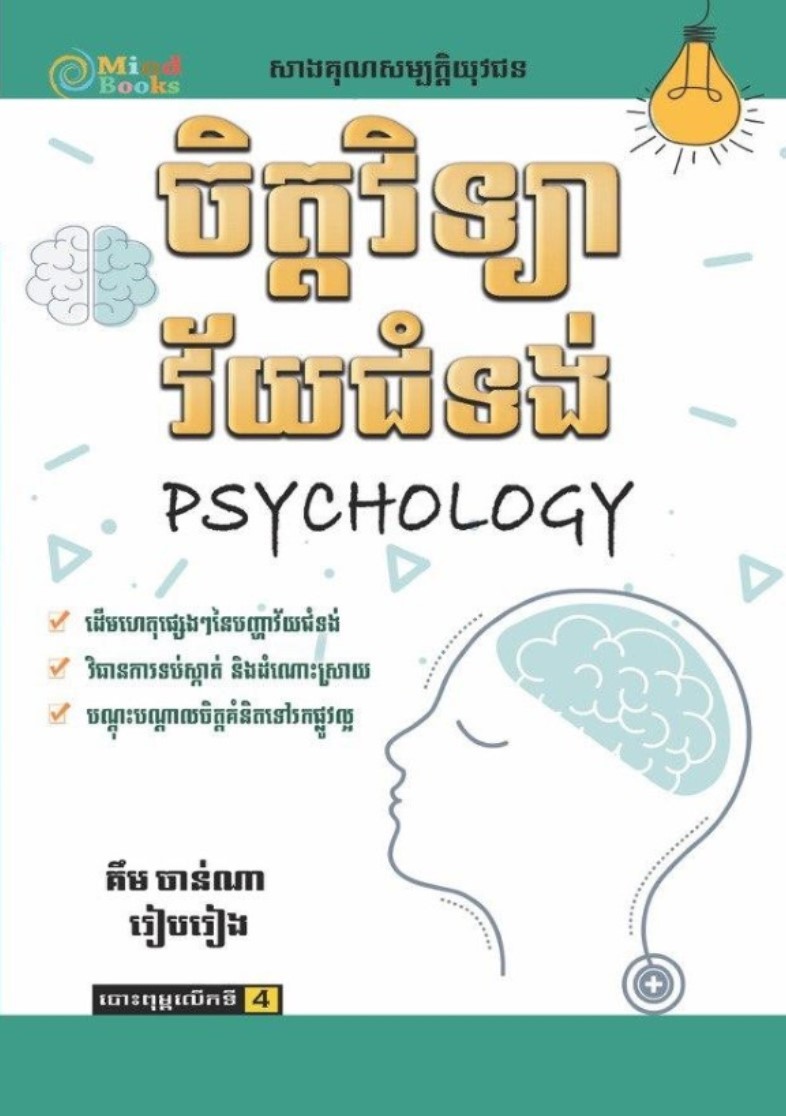 Mind
Books
សាងគុណសម្បត្តិយុវជន
ចិត្តវិទ្យា
វ័យជំទង់
PSYCHOLOGY
ដើមហេតុផ្សេងៗនៃបញ្ហាវ័យជំទង់
វិធានការទប់ស្កាត់ និងដំណោះស្រាយ
បណ្តុះបណ្តាលចិត្តគំនិតទៅរកផ្លូវល្អ
គឹម ចាន់ណា
រៀបរៀង
បោះពុម្ពលើកទី 4